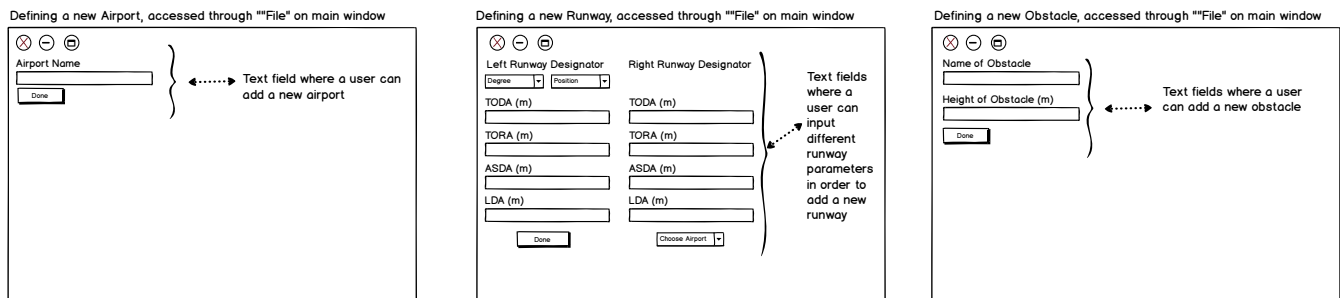 Defining a new Airport, accessed through ""File" on main window
Airport Name
Done
Text field where a user can
add a new airport
Defining a new Runway, accessed through ""File" on main window
Left Runway Designator
Right Runway Designator
Degree
Position
TODA (m)
TODA (m)
TORA (m)
TORA (m)
ASDA (m)
ASDA (m)
LDA (m)
LDA (m)
Done
Choose Airport
Text fields
where a
user can
input
different
runway
parameters
in order to
add a new
runway
Defining a new Obstacle, accessed through ""File" on main window
Name of Obstacle
Height of Obstacle (m)
Done
Text fields where a user
can add a new obstacle